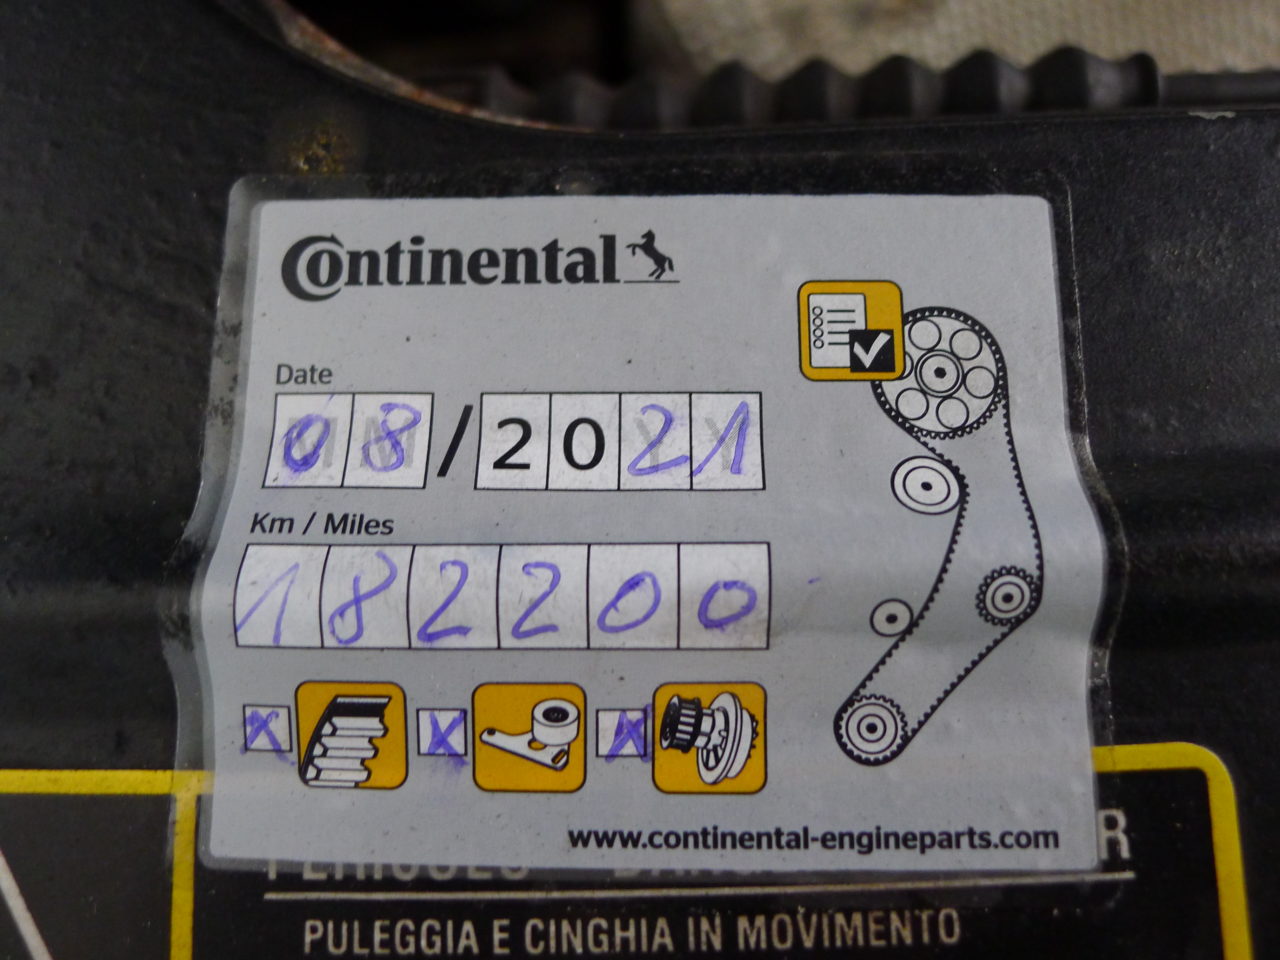 Continental
Date
08/2021
Km / Miles
182200
x x x
www.continental-engineparts.com
PULEGGIA E CINGHIA IN MOVIMENTO